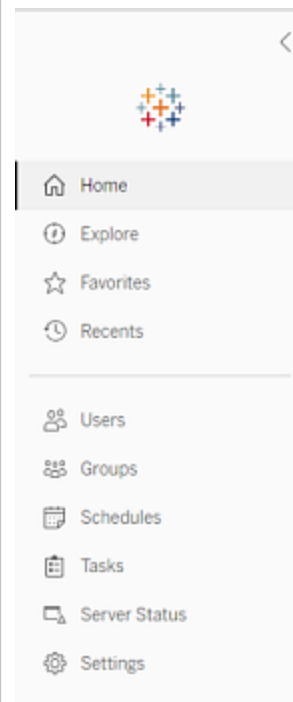 Home
Explore
Favorites
Recents
Users
Groups
Schedules
Tasks
Server Status
Settings